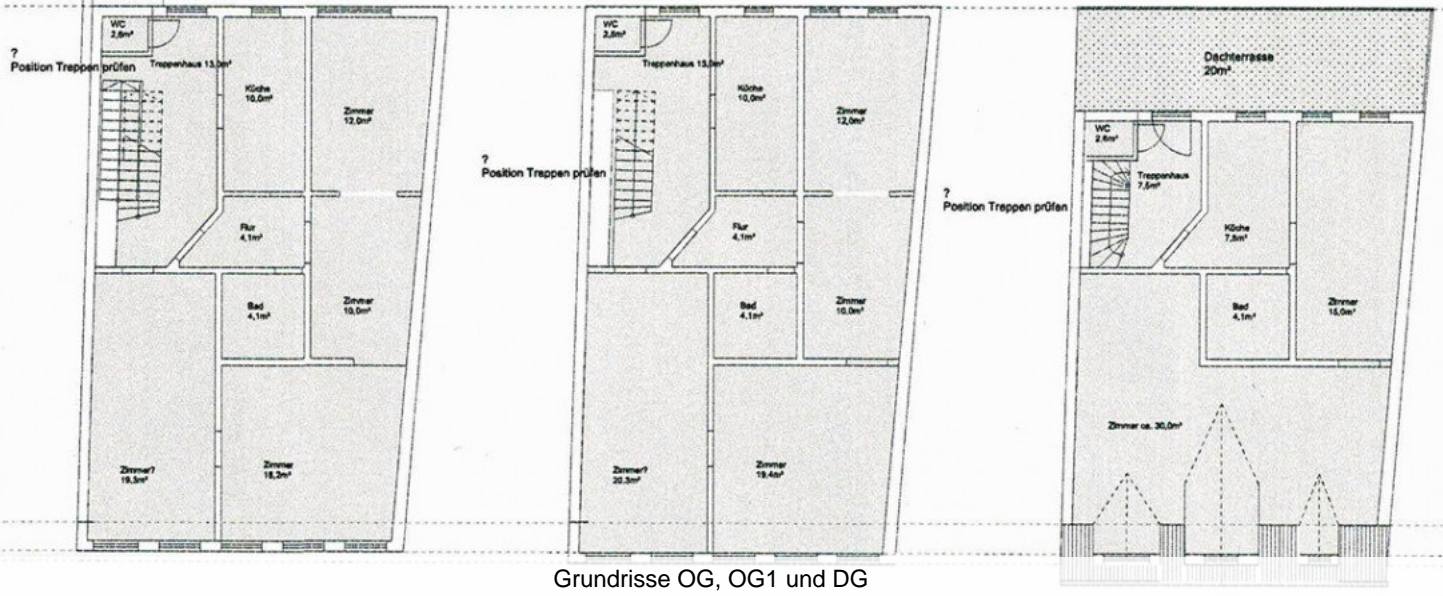 WC
2,6m²
?
Position Treppen prüfen
Treppenhaus 13,0m²
Küche
10,0m²
Zimmer
12,0m²
Flur
4,1m²
Bad
4,1m²
Zimmer
10,0m²
Zimmer?
19,3m²
Zimmer
18,2m²
WC
2,6m²
?
Position Treppen prüfen
Treppenhaus 13,0m²
Küche
10,0m²
Zimmer
12,0m²
Flur
4,1m²
Bad
4,1m²
Zimmer
10,0m²
Zimmer?
20,3m²
Zimmer
19,4m²
Dachterrasse
20m²
WC
2,6m²
?
Position Treppen prüfen
Treppenhaus
7,5m²
Küche
7,8m²
Bad
4,1m²
Zimmer
15,0m²
Zimmer ca. 30,0m²
Grundrisse OG, OG1 und DG